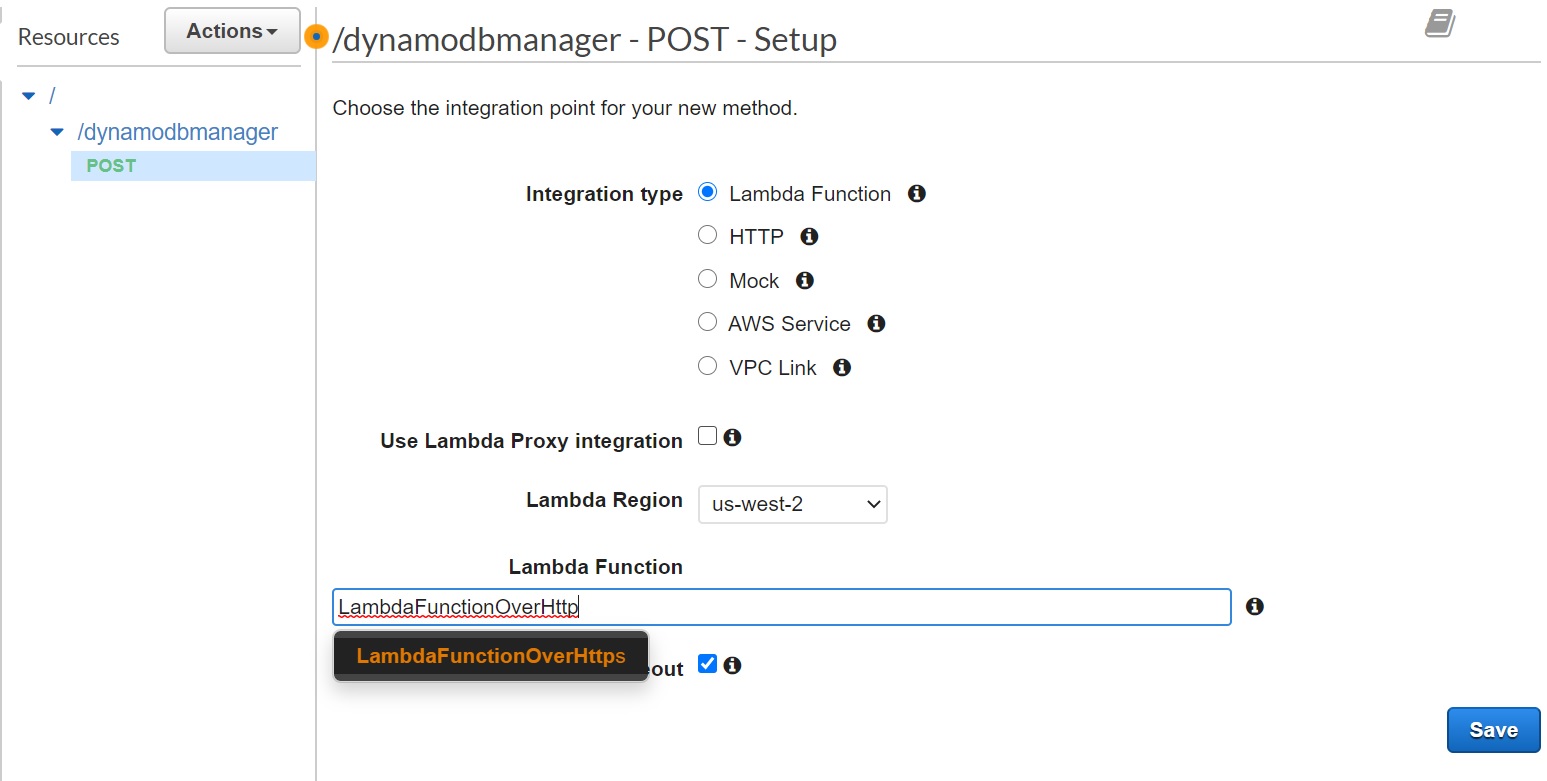 Resources
Actions
/dynamodbmanager - POST - Setup
/
/dynamodbmanager
POST
Choose the integration point for your new method.
Integration type
Lambda Function
HTTP
Mock
AWS Service
VPC Link
Use Lambda Proxy integration
Lambda Region
us-west-2
Lambda Function
LambdaFunctionOverHttp
LambdaFunctionOverHttps
Save